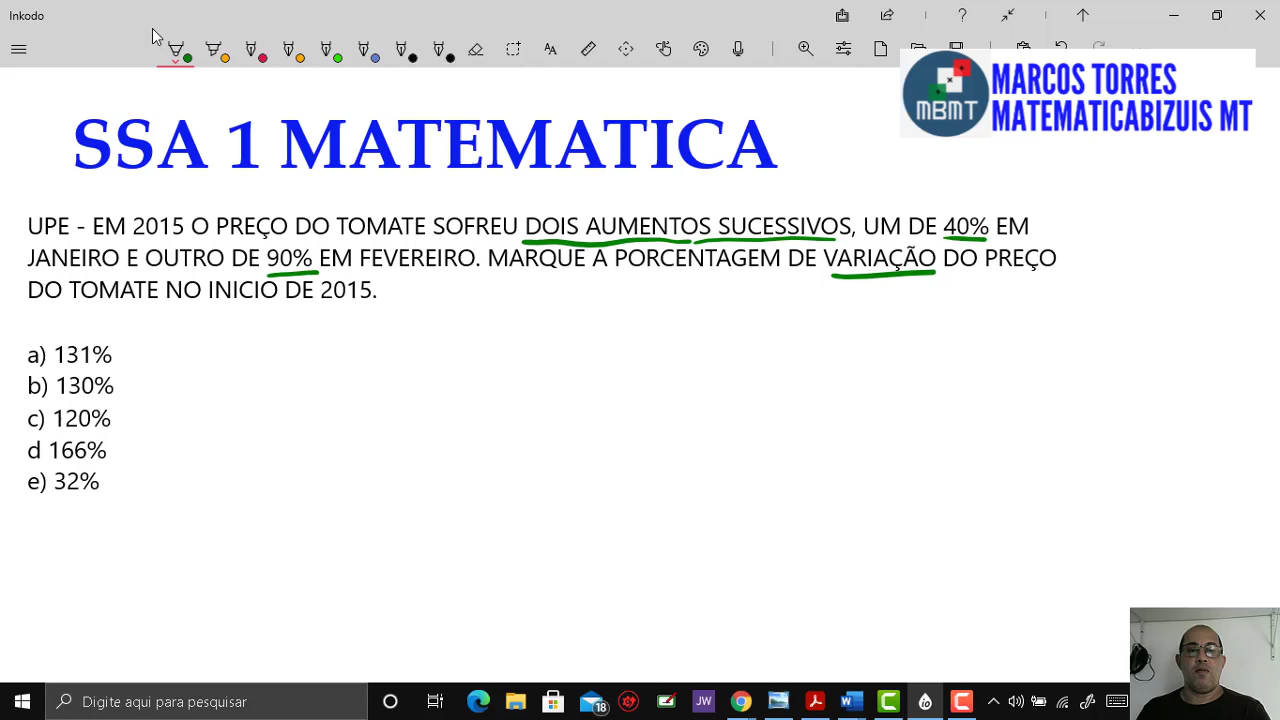 Inkodo
MARCOS TORRES
MATEMATICABIZUIS MT
MBMT
SSA 1 MATEMATICA
UPE - EM 2015 O PREÇO DO TOMATE SOFREU DOIS AUMENTOS SUCESSIVOS, UM DE 40% EM
JANEIRO E OUTRO DE 90% EM FEVEREIRO. MARQUE A PORCENTAGEM DE VARIAÇÃO DO PREÇO
DO TOMATE NO INICIO DE 2015.
a) 131%
b) 130%
c) 120%
d 166%
e) 32%
Digite aqui para pesquisar
18
JW